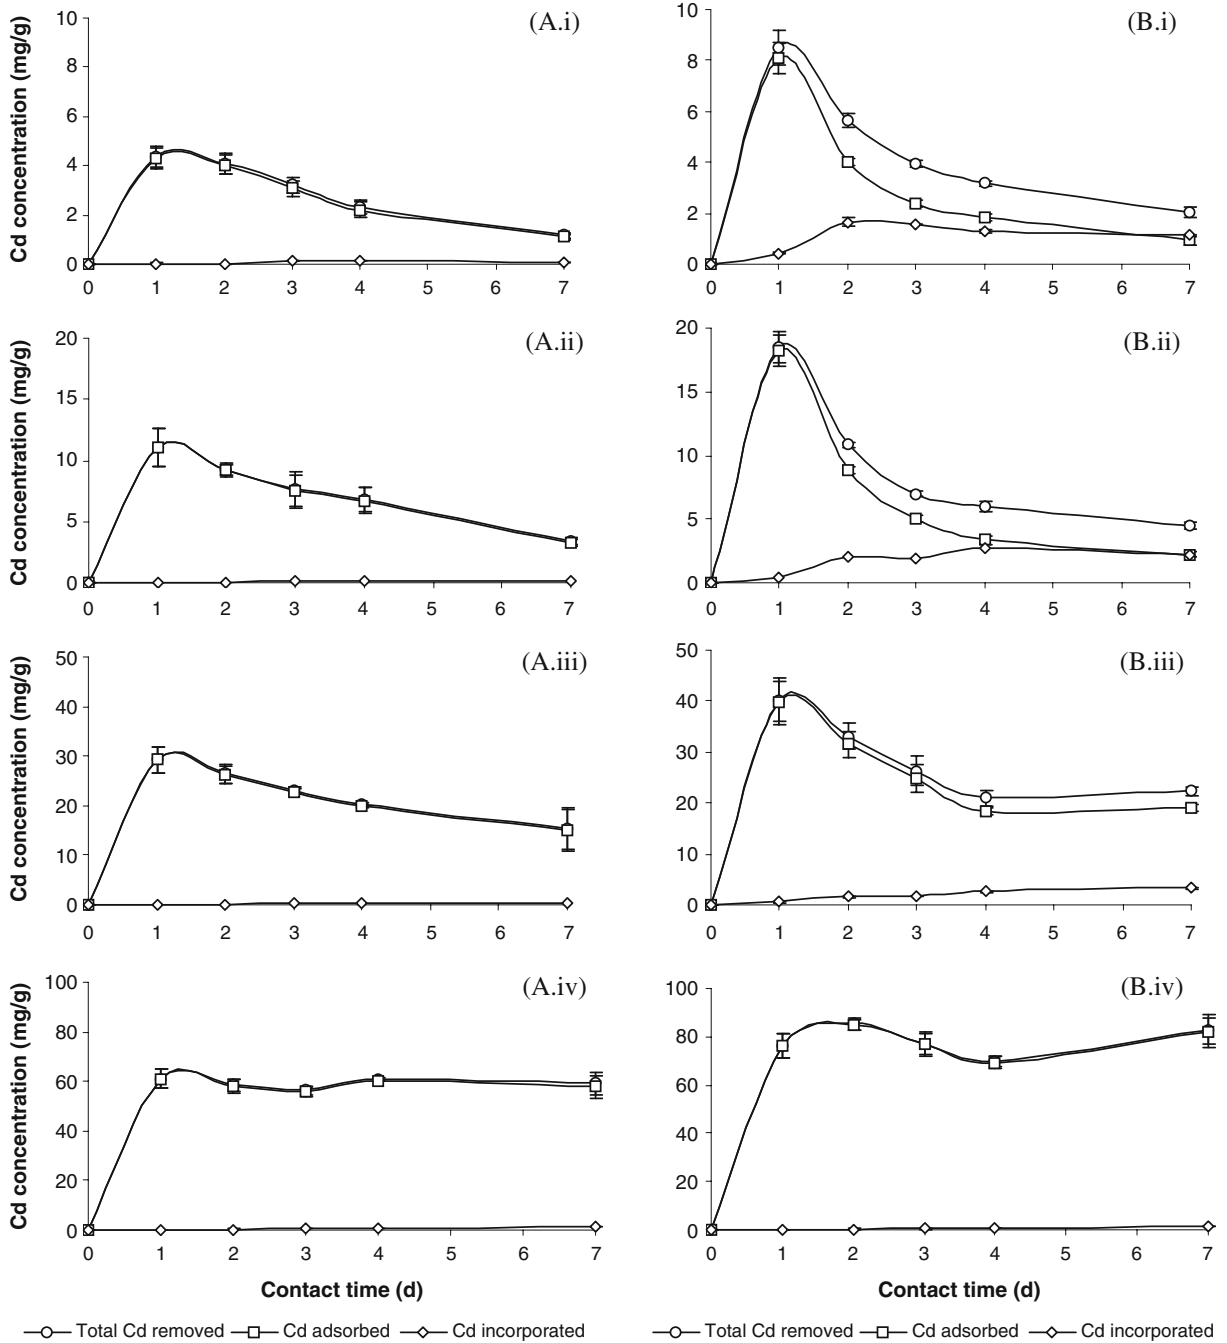 (A.i)
Cd concentration (mg/g)
10
8
6
4
2
0
0 1 2 3 4 5 6 7
(B.i)
10
8
6
4
2
0
0 1 2 3 4 5 6 7
(A.ii)
Cd concentration (mg/g)
20
15
10
5
0
0 1 2 3 4 5 6 7
(B.ii)
20
15
10
5
0
0 1 2 3 4 5 6 7
(A.iii)
Cd concentration (mg/g)
50
40
30
20
10
0
0 1 2 3 4 5 6 7
(B.iii)
50
40
30
20
10
0
0 1 2 3 4 5 6 7
(A.iv)
Cd concentration (mg/g)
100
80
60
40
20
0
0 1 2 3 4 5 6 7
Contact time (d)
(B.iv)
100
80
60
40
20
0
0 1 2 3 4 5 6 7
Contact time (d)
Total Cd removed Cd adsorbed Cd incorporated
Total Cd removed Cd adsorbed Cd incorporated